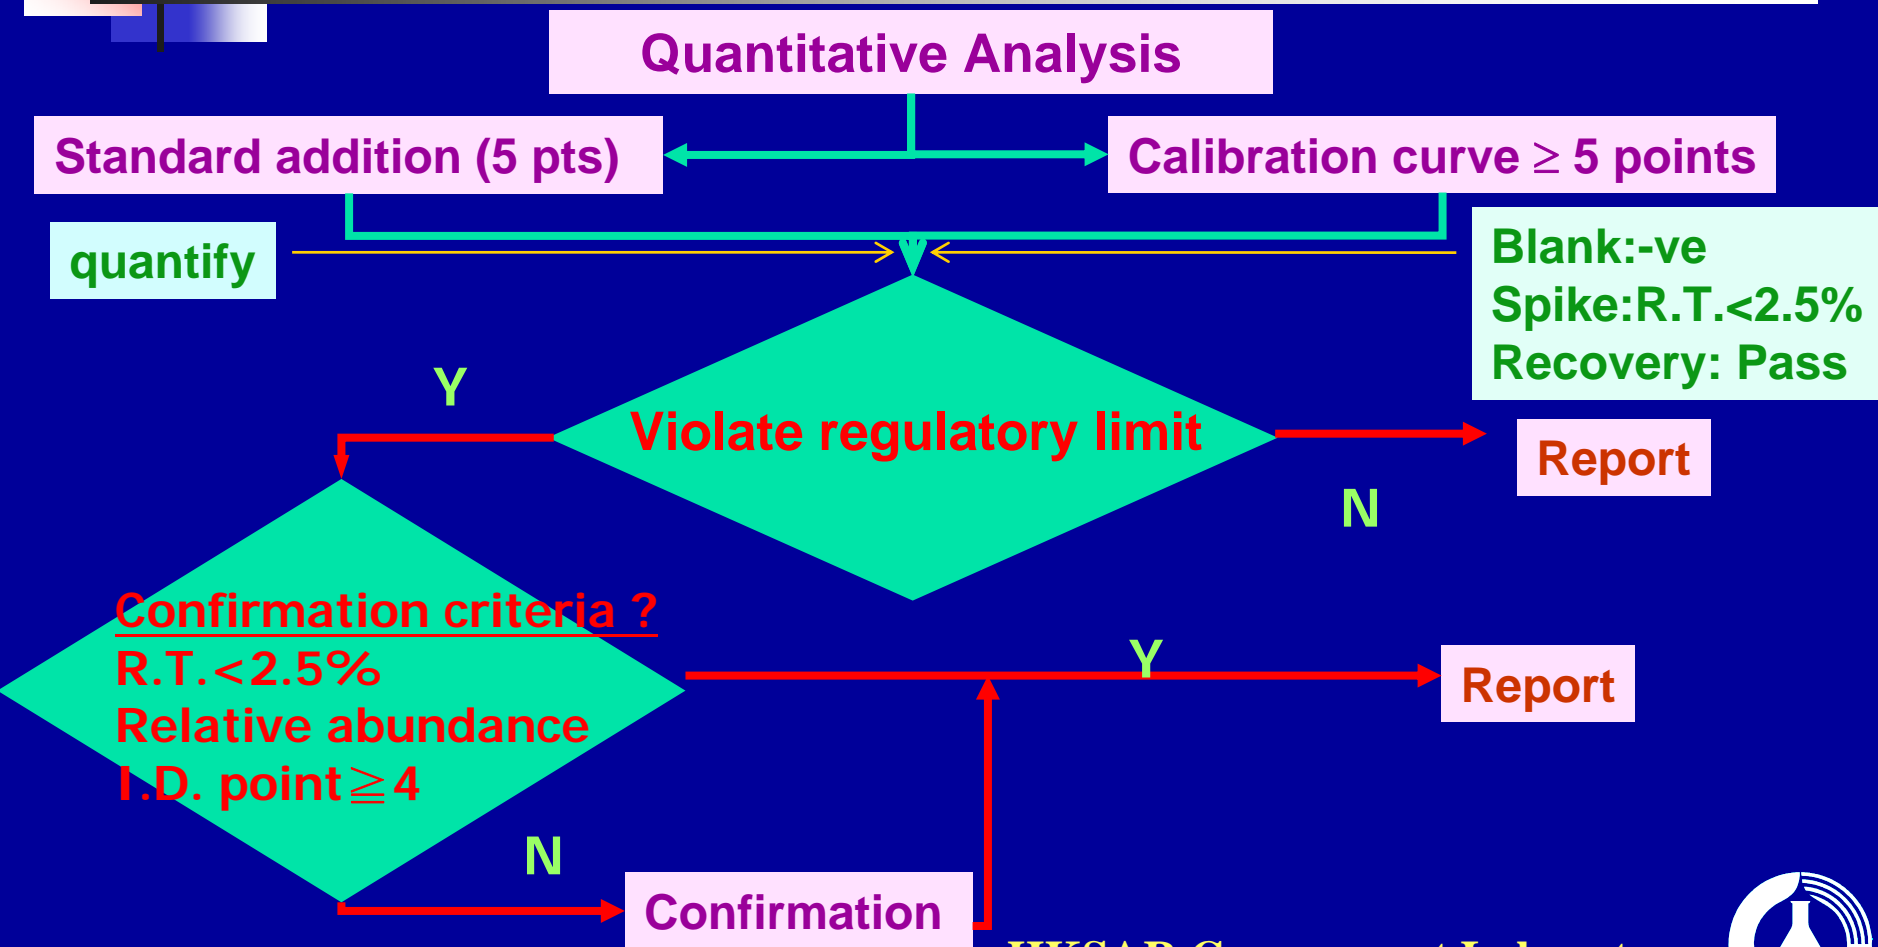 Quantitative Analysis
Standard addition (5 pts)
Calibration curve ≥ 5 points
quantify
Blank:-ve
Spike:R.T.<2.5%
Recovery: Pass
Y
Violate regulatory limit
Report
N
Confirmation criteria ?
R.T.<2.5%
Relative abundance
I.D. point≧4
Y
Report
N
Confirmation
HKSAR